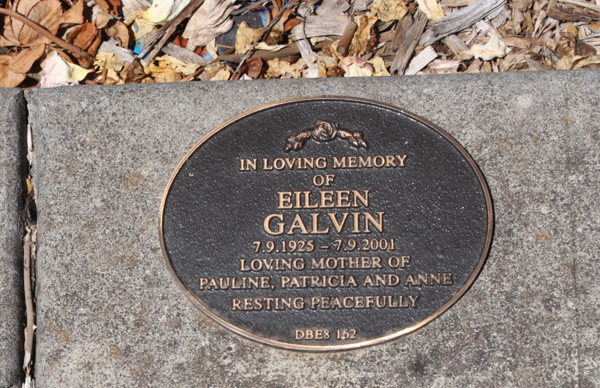 IN LOVING MEMORY
OF
EILEEN
GALVIN
7.9.1925 – 7.9.2001
LOVING MOTHER OF
PAULINE, PATRICIA AND ANNE
RESTING PEACEFULLY
DBE8 162